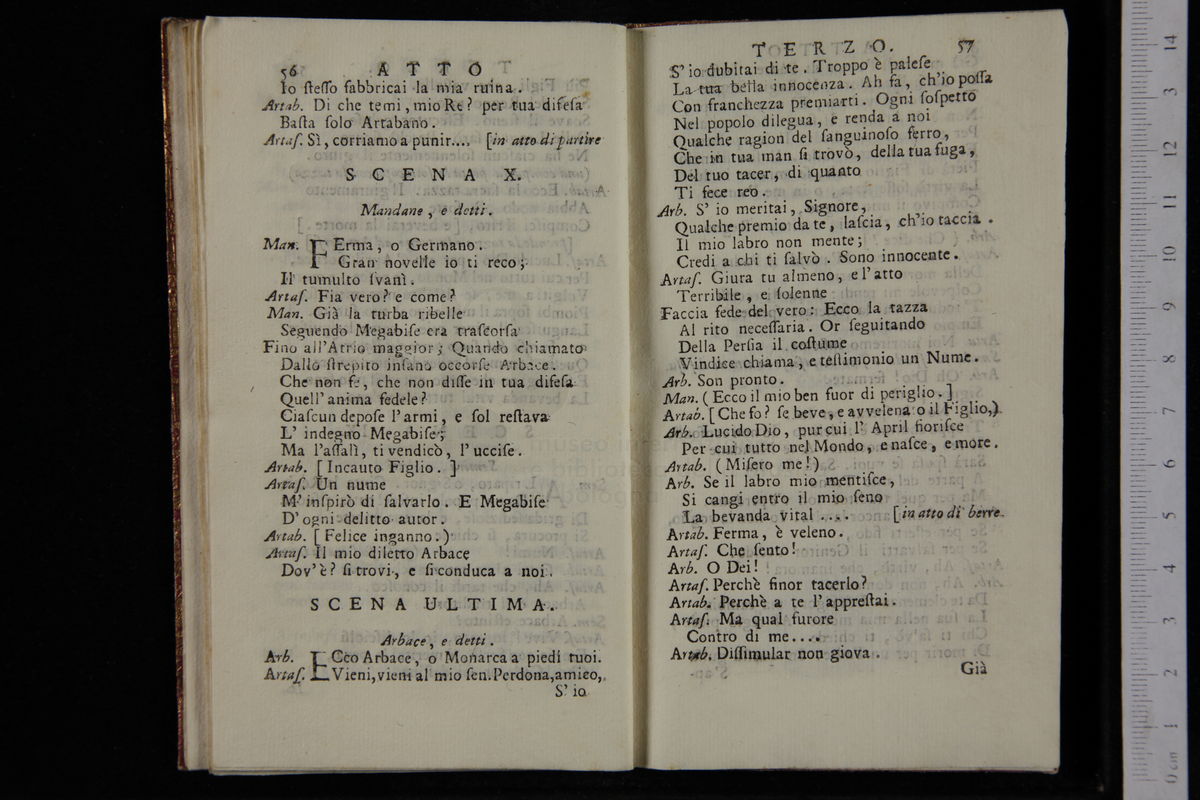 56 ATTO
Io ſteſſo fabbricai la mia ruina.
Artab. Di che temi, mio Re? per tua difeſa
Baſta ſolo Artabano.
Artaſ. Sì, corriamo a punir.... [in atto di partire
SCENA X.
Mandane, e detti.
Man. FErma, o Germano.
Gran novelle io ti reco;
Il tumulto ſvanì.
Artaſ. Fia vero? e come?
Man. Già la turba ribelle
Seguendo Megabiſe era traſcorſa
Fino all'Atrio maggior; Quando chiamato
Dallo ſtrepito inſano occorſe Arbace.
Che non fe, che non diſſe in tua difeſa
Quell'anima fedele?
Ciaſcun depoſe l'armi, e ſol reſtava
L'indegno Megabiſe;
Ma l'aſſalì, ti vendicò, l'ucciſe.
Artab. [Incauto Figlio.]
Artaſ. Un nume
M'inſpirò di ſalvarlo. E Megabiſe
D'ogni delitto autor.
Artab. [Felice inganno.)
Artaſ. Il mio diletto Arbace
Dov'è? ſi trovi, e ſi conduca a noi.
SCENA ULTIMA.
Arbace, e detti.
Arb. ECco Arbace, o Monarca a piedi tuoi.
Artaſ. Vieni, vieni al mio ſen. Perdona, amico,
S'io
TERZO. 57
S'io dubitai di te. Troppo è paleſe
La tua bella innocenza. Ah fa, ch'io poſſa
Con franchezza premiarti. Ogni ſoſpetto
Nel popolo dilegua, e renda a noi
Qualche ragion del ſanguinoſo ferro,
Che in tua man ſi trovò, della tua fuga,
Del tuo tacer, di quanto
Ti fece reo.
Arb. S'io meritai, Signore,
Qualche premio da te, laſcia, ch'io taccia.
Il mio labro non mente;
Credi a chi ti ſalvò. Sono innocente.
Artaſ. Giura tu almeno, e l'atto
Terribile, e ſolenne
Faccia fede del vero: Ecco la tazza
Al rito neceſſaria. Or ſeguitando
Della Perſia il coſtume
Vindice chiama, e teſtimonio un Nume.
Arb. Son pronto.
Man. (Ecco il mio ben fuor di periglio.]
Artab. [Che fo? ſe beve, e avvelena o il Figlio,)
Arb. Lucido Dio, pur cui l'April fioriſce
Per cui tutto nel Mondo, e naſce, e more.
Artab. (Miſero me!)
Arb. Se il labro mio mentiſce,
Si cangi entro il mio ſeno
La bevanda vital .... [in atto di berre.
Artab. Ferma, è veleno.
Artaſ. Che ſento!
Arb. O Dei!
Artaſ. Perchè finor tacerlo?
Artab. Perchè a te l'appreſtai.
Artaſ. Ma qual furore
Contro di me....
Artab. Diſſimular non giova.
Già